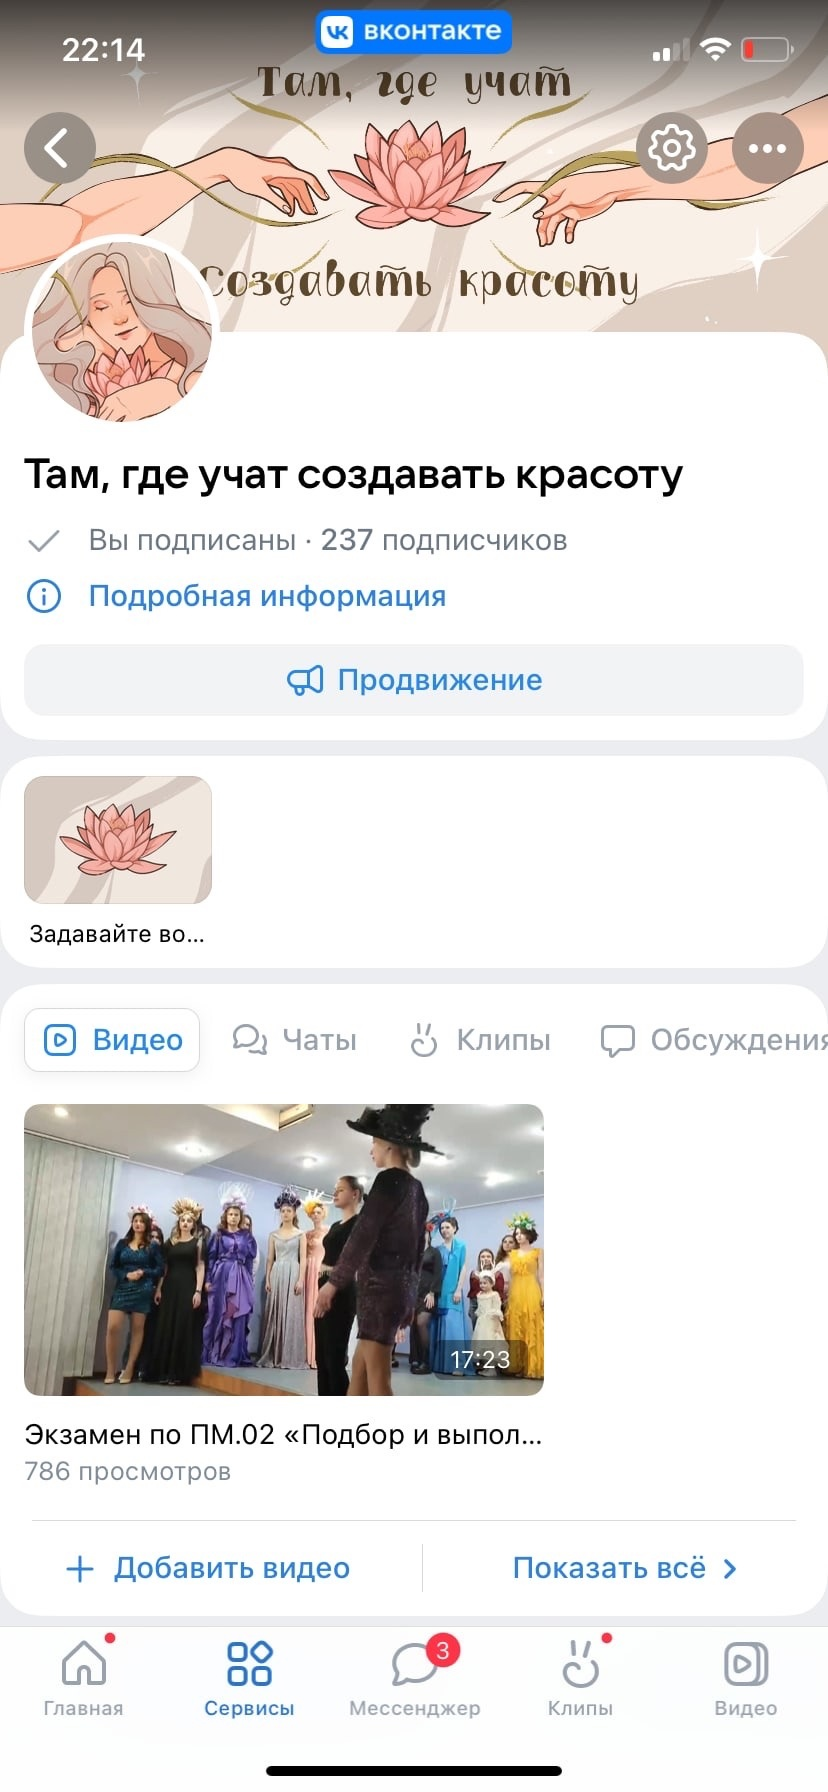 22:14
вконтакте
Там, где учат
Создавать красоту
Там, где учат создавать красоту
Вы подписаны · 237 подписчиков
Подробная информация
Продвижение
Задавайте во...
Видео Чаты Клипы Обсуждения
17:23
Экзамен по ПМ.02 «Подбор и выпол...
786 просмотров
+ Добавить видео Показать всё >
3
Главная Сервисы Мессенджер Клипы Видео